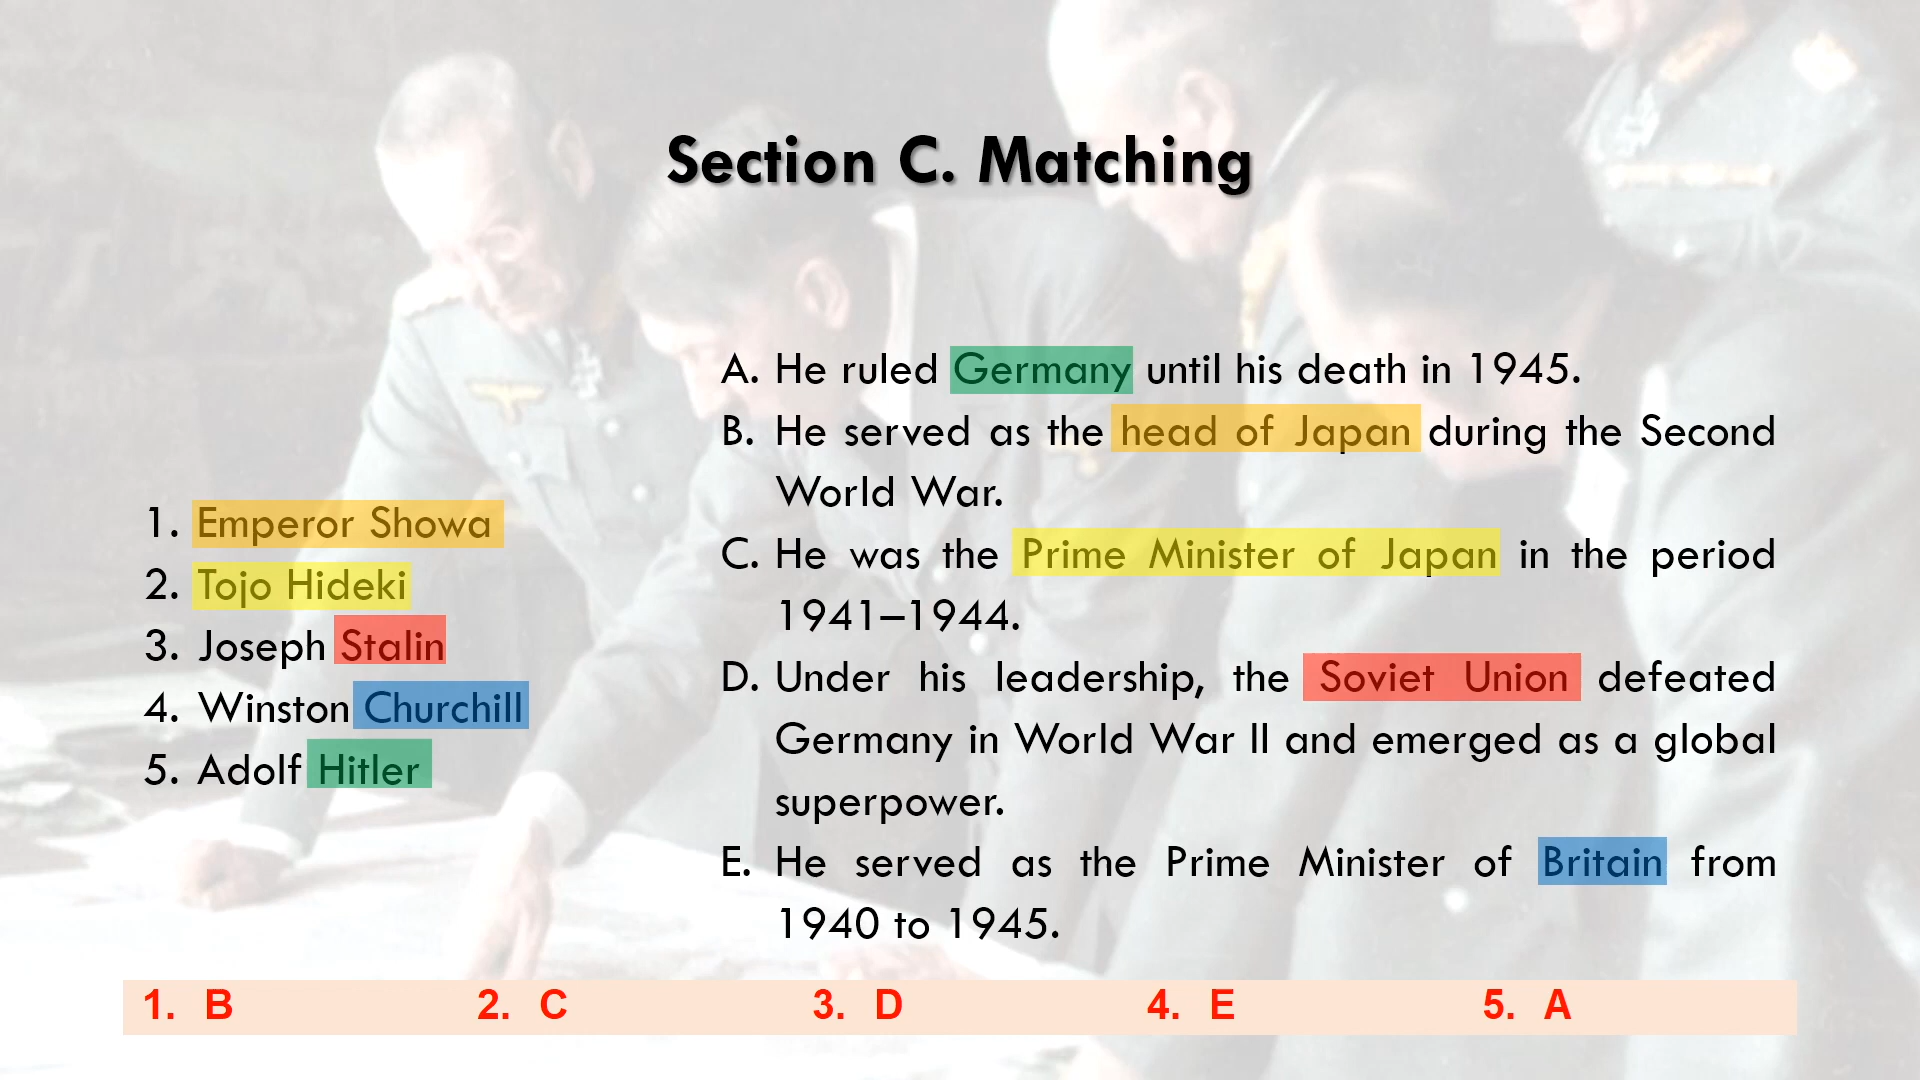 Section C. Matching
1. Emperor Showa
2. Tojo Hideki
3. Joseph Stalin
4. Winston Churchill
5. Adolf Hitler
A. He ruled Germany until his death in 1945.
B. He served as the head of Japan during the Second
World War.
C. He was the Prime Minister of Japan in the period
1941–1944.
D. Under his leadership, the Soviet Union defeated
Germany in World War II and emerged as a global
superpower.
E. He served as the Prime Minister of Britain from
1940 to 1945.
1. B 2. C 3. D 4. E 5. A